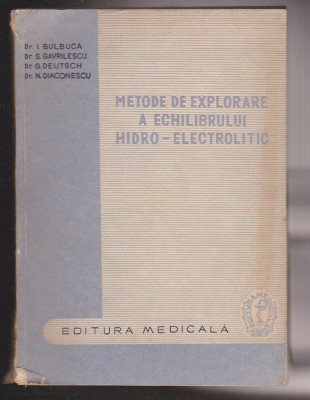 Dr. I. BULBUCA
Dr. S. GAVRILESCU
Dr. G. DEUTSCH
Dr. N. DIACONESCU
METODE DE EXPLORARE
A ECHILIBRULUI
HIDRO-ELECTROLITIC
EDITURA MEDICALĂ